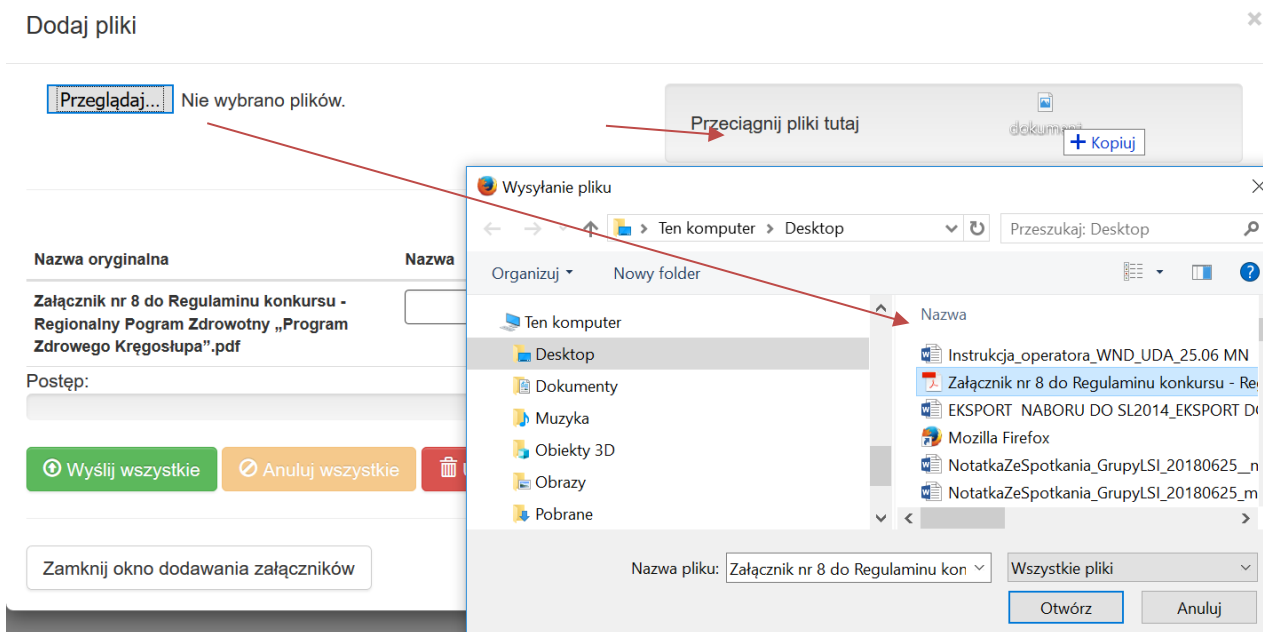 Dodaj pliki
×
Przeglądaj... Nie wybrano plików.
Przeciągnij pliki tutaj
dokument
+ Kopiuj
Wysyłanie pliku
Ten komputer > Desktop
Przeszukaj: Desktop
Organizuj
Nowy folder
?
Nazwa oryginalna
Nazwa
Załącznik nr 8 do Regulaminu konkursu -
Regionalny Pogram Zdrowotny „Program
Zdrowego Kręgosłupa”.pdf
Postęp:
Wyślij wszystkie
Anuluj wszystkie
Zamknij okno dodawania załączników
Ten komputer
Desktop
Dokumenty
Muzyka
Obiekty 3D
Obrazy
Pobrane
Nazwa
Instrukcja_operatora_WND_UDA_25.06 MN
Załącznik nr 8 do Regulaminu konkursu - Re
EKSPORT NABORU DO SL2014_EKSPORT
Mozilla Firefox
NotatkaZeSpotkania_GrupyLSI_20180625__
NotatkaZeSpotkania_GrupyLSI_20180625_m
Nazwa pliku: Załącznik nr 8 do Regulaminu kon
Wszystkie pliki
Otwórz
Anuluj